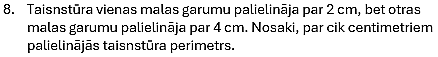 8. Taisnstūra vienas malas garumu palielināja par 2 cm, bet otras
malas garumu palielināja par 4 cm. Nosaki, par cik centimetriem
palielinājās taisnstūra perimetrs.